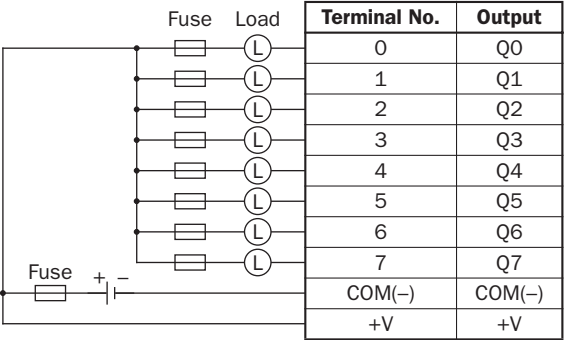 Fuse Load Terminal No. Output
L 0 Q0
L 1 Q1
L 2 Q2
L 3 Q3
L 4 Q4
L 5 Q5
L 6 Q6
L 7 Q7
Fuse + – COM(–) COM(–)
+V +V